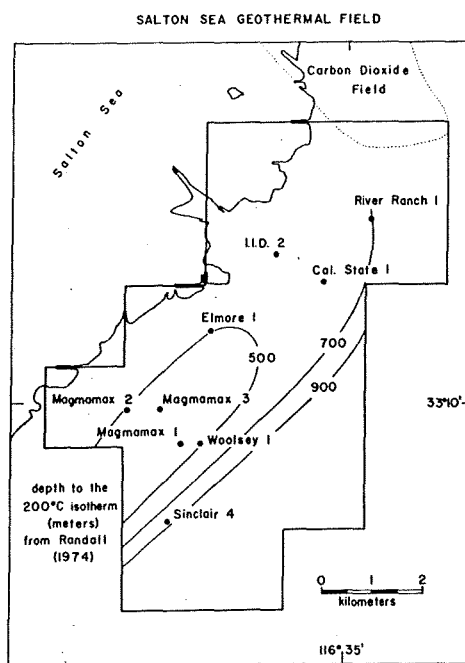 SALTON SEA GEOTHERMAL FIELD
Carbon Dioxide
Field
Salton Sea
River Ranch 1
I.I.D. 2
Cal. State 1
Elmore 1
500
700
900
Magmamax 2
Magmamax 3
33°10'
Magmamax 1
Woolsey 1
depth to the
200°C isotherm
(meters)
from Randall
(1974)
Sinclair 4
0 1 2
kilometers
116° 35'